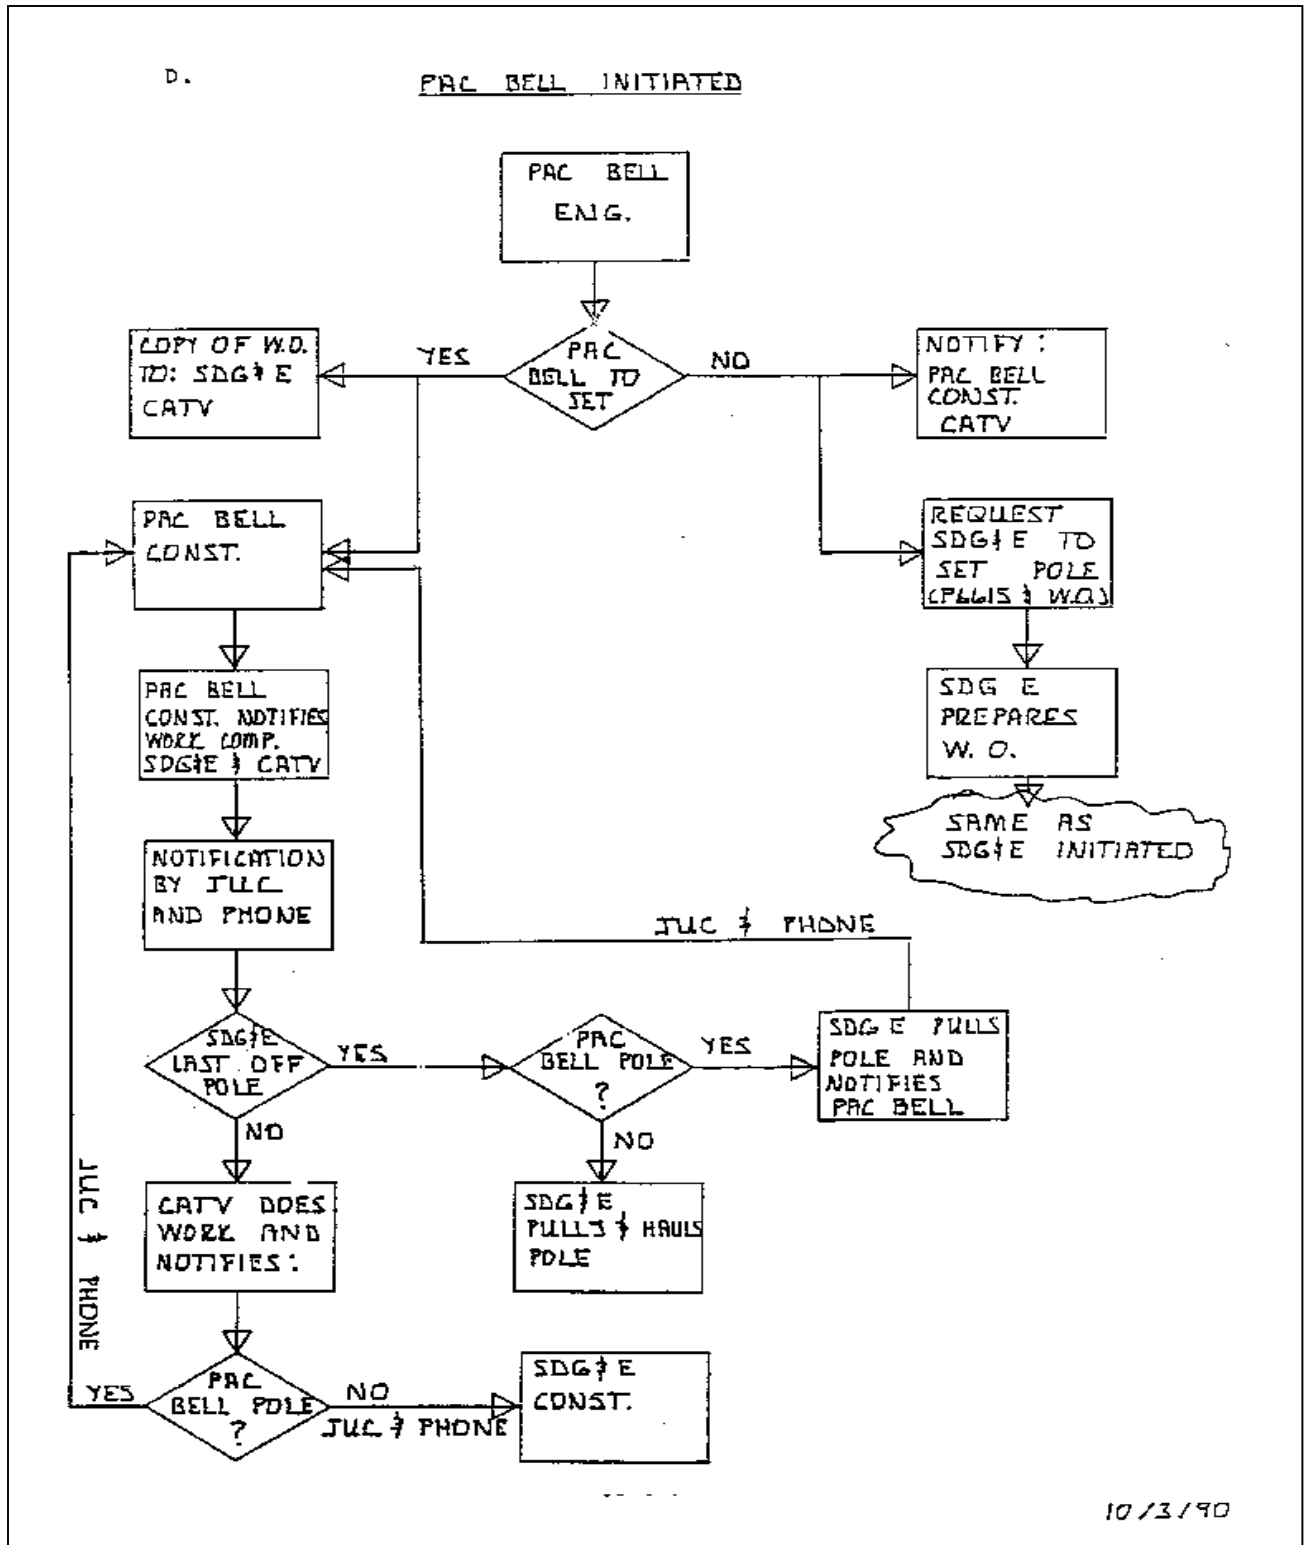 D.
PAC BELL INITIATED
PAC BELL
ENG.
COPY OF W.O.
TO: SDG&E
CATV
YES
PAC
BELL TO
SET
NO
NOTIFY:
PAC BELL
CONST.
CATV
PAC BELL
CONST.
REQUEST
SDG&E TO
SET POLE
(P6615 & W.O.)
PAC BELL
CONST. NOTIFIES
WORK COMP.
SDG&E & CATV
SDG E
PREPARES
W. O.
SAME AS
SDG&E INITIATED
NOTIFICATION
BY JUC
AND PHONE
JUC & PHONE
SDG&E
LAST OFF
POLE
YES
PAC
BELL POLE
?
YES
SDG E PULLS
POLE AND
NOTIFIES
PAC BELL
NO
NO
CATV DOES
WORK AND
NOTIFIES:
SDG&E
PULLS & HAULS
POLE
JUC & PHONE
YES
PAC
BELL POLE
?
NO
JUC & PHONE
SDG&E
CONST.
10/3/90